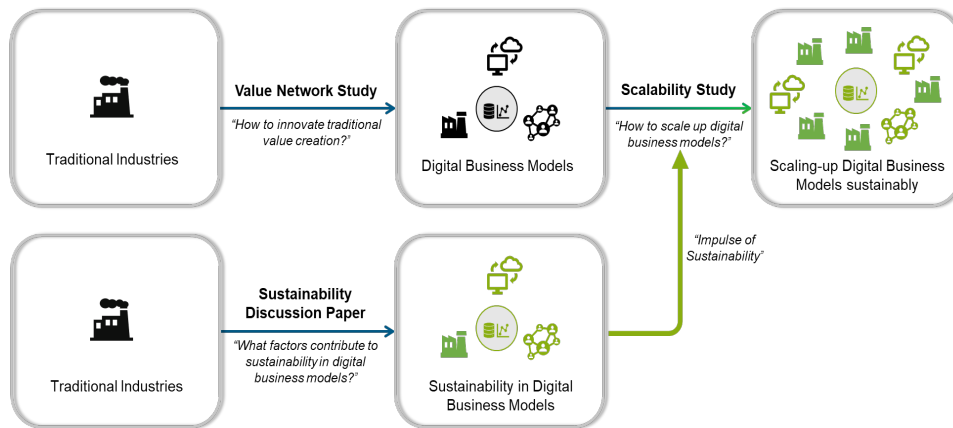 Value Network Study
“How to innovate traditional
value creation?”
Traditional Industries
Digital Business Models
Scalability Study
“How to scale up digital
business models?”
Scaling-up Digital Business
Models sustainably
“Impulse of
Sustainability”
Sustainability
Discussion Paper
“What factors contribute to
sustainability in digital
business models?”
Traditional Industries
Sustainability in Digital
Business Models